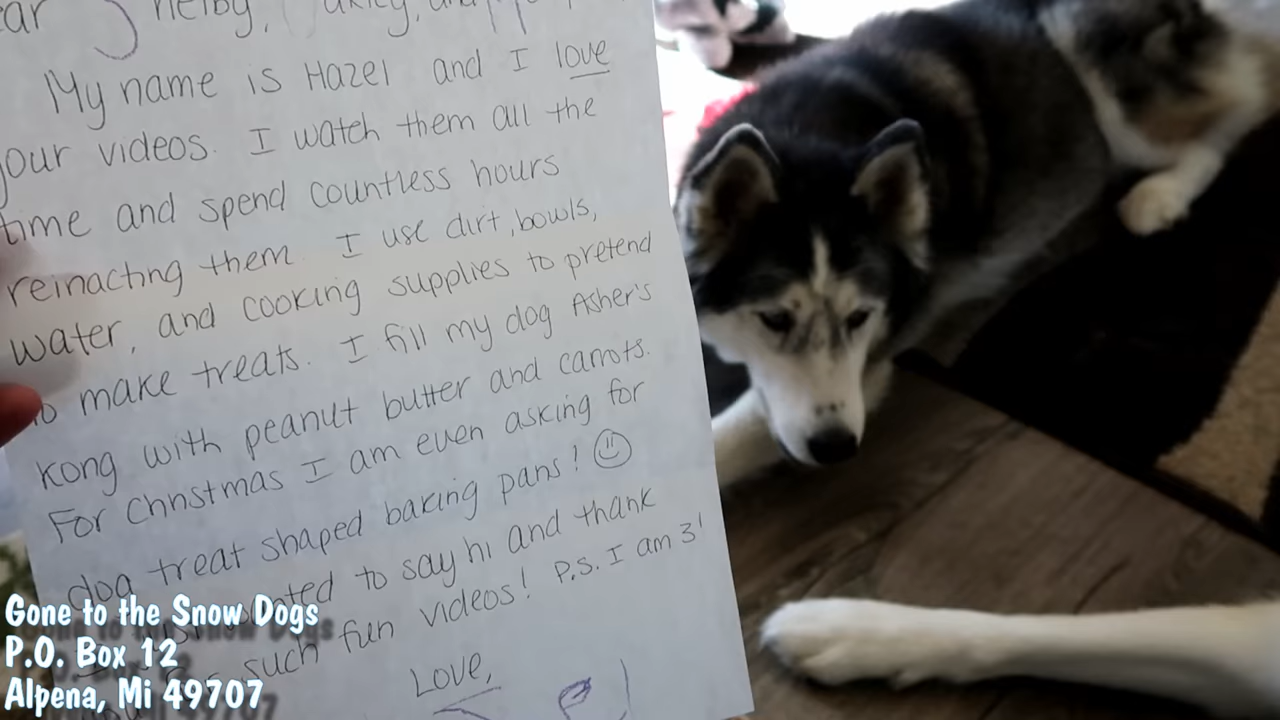 Shelby,
My name is Hazel and I love
your videos. I watch them all the
time and spend countless hours
reinacting them. I use dirt, bowls,
water, and cooking supplies to pretend
to make treats. I fill my dog Asher's
kong with peanut butter and carrots.
For Christmas I am even asking for
dog treat shaped baking pans!
to say hi and thank
such fun videos! P.S. I am 3!
Love,
Gone to the Snow Dogs
P.O. Box 12
Alpena, Mi 49707